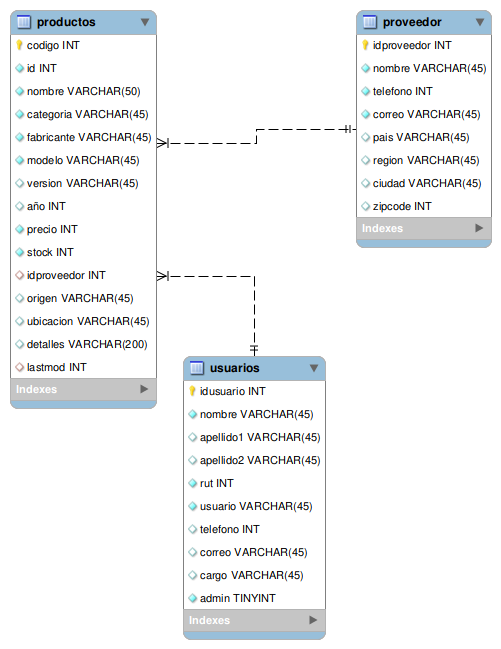 productos
codigo INT
id INT
nombre VARCHAR(50)
categoria VARCHAR(45)
fabricante VARCHAR(45)
modelo VARCHAR(45)
version VARCHAR(45)
año INT
precio INT
stock INT
idproveedor INT
origen VARCHAR(45)
ubicacion VARCHAR(45)
detalles VARCHAR(200)
lastmod INT
Indexes
proveedor
idproveedor INT
nombre VARCHAR(45)
telefono INT
correo VARCHAR(45)
pais VARCHAR(45)
region VARCHAR(45)
ciudad VARCHAR(45)
zipcode INT
Indexes
usuarios
idusuario INT
nombre VARCHAR(45)
apellido1 VARCHAR(45)
apellido2 VARCHAR(45)
rut INT
usuario VARCHAR(45)
telefono INT
correo VARCHAR(45)
cargo VARCHAR(45)
admin TINYINT
Indexes